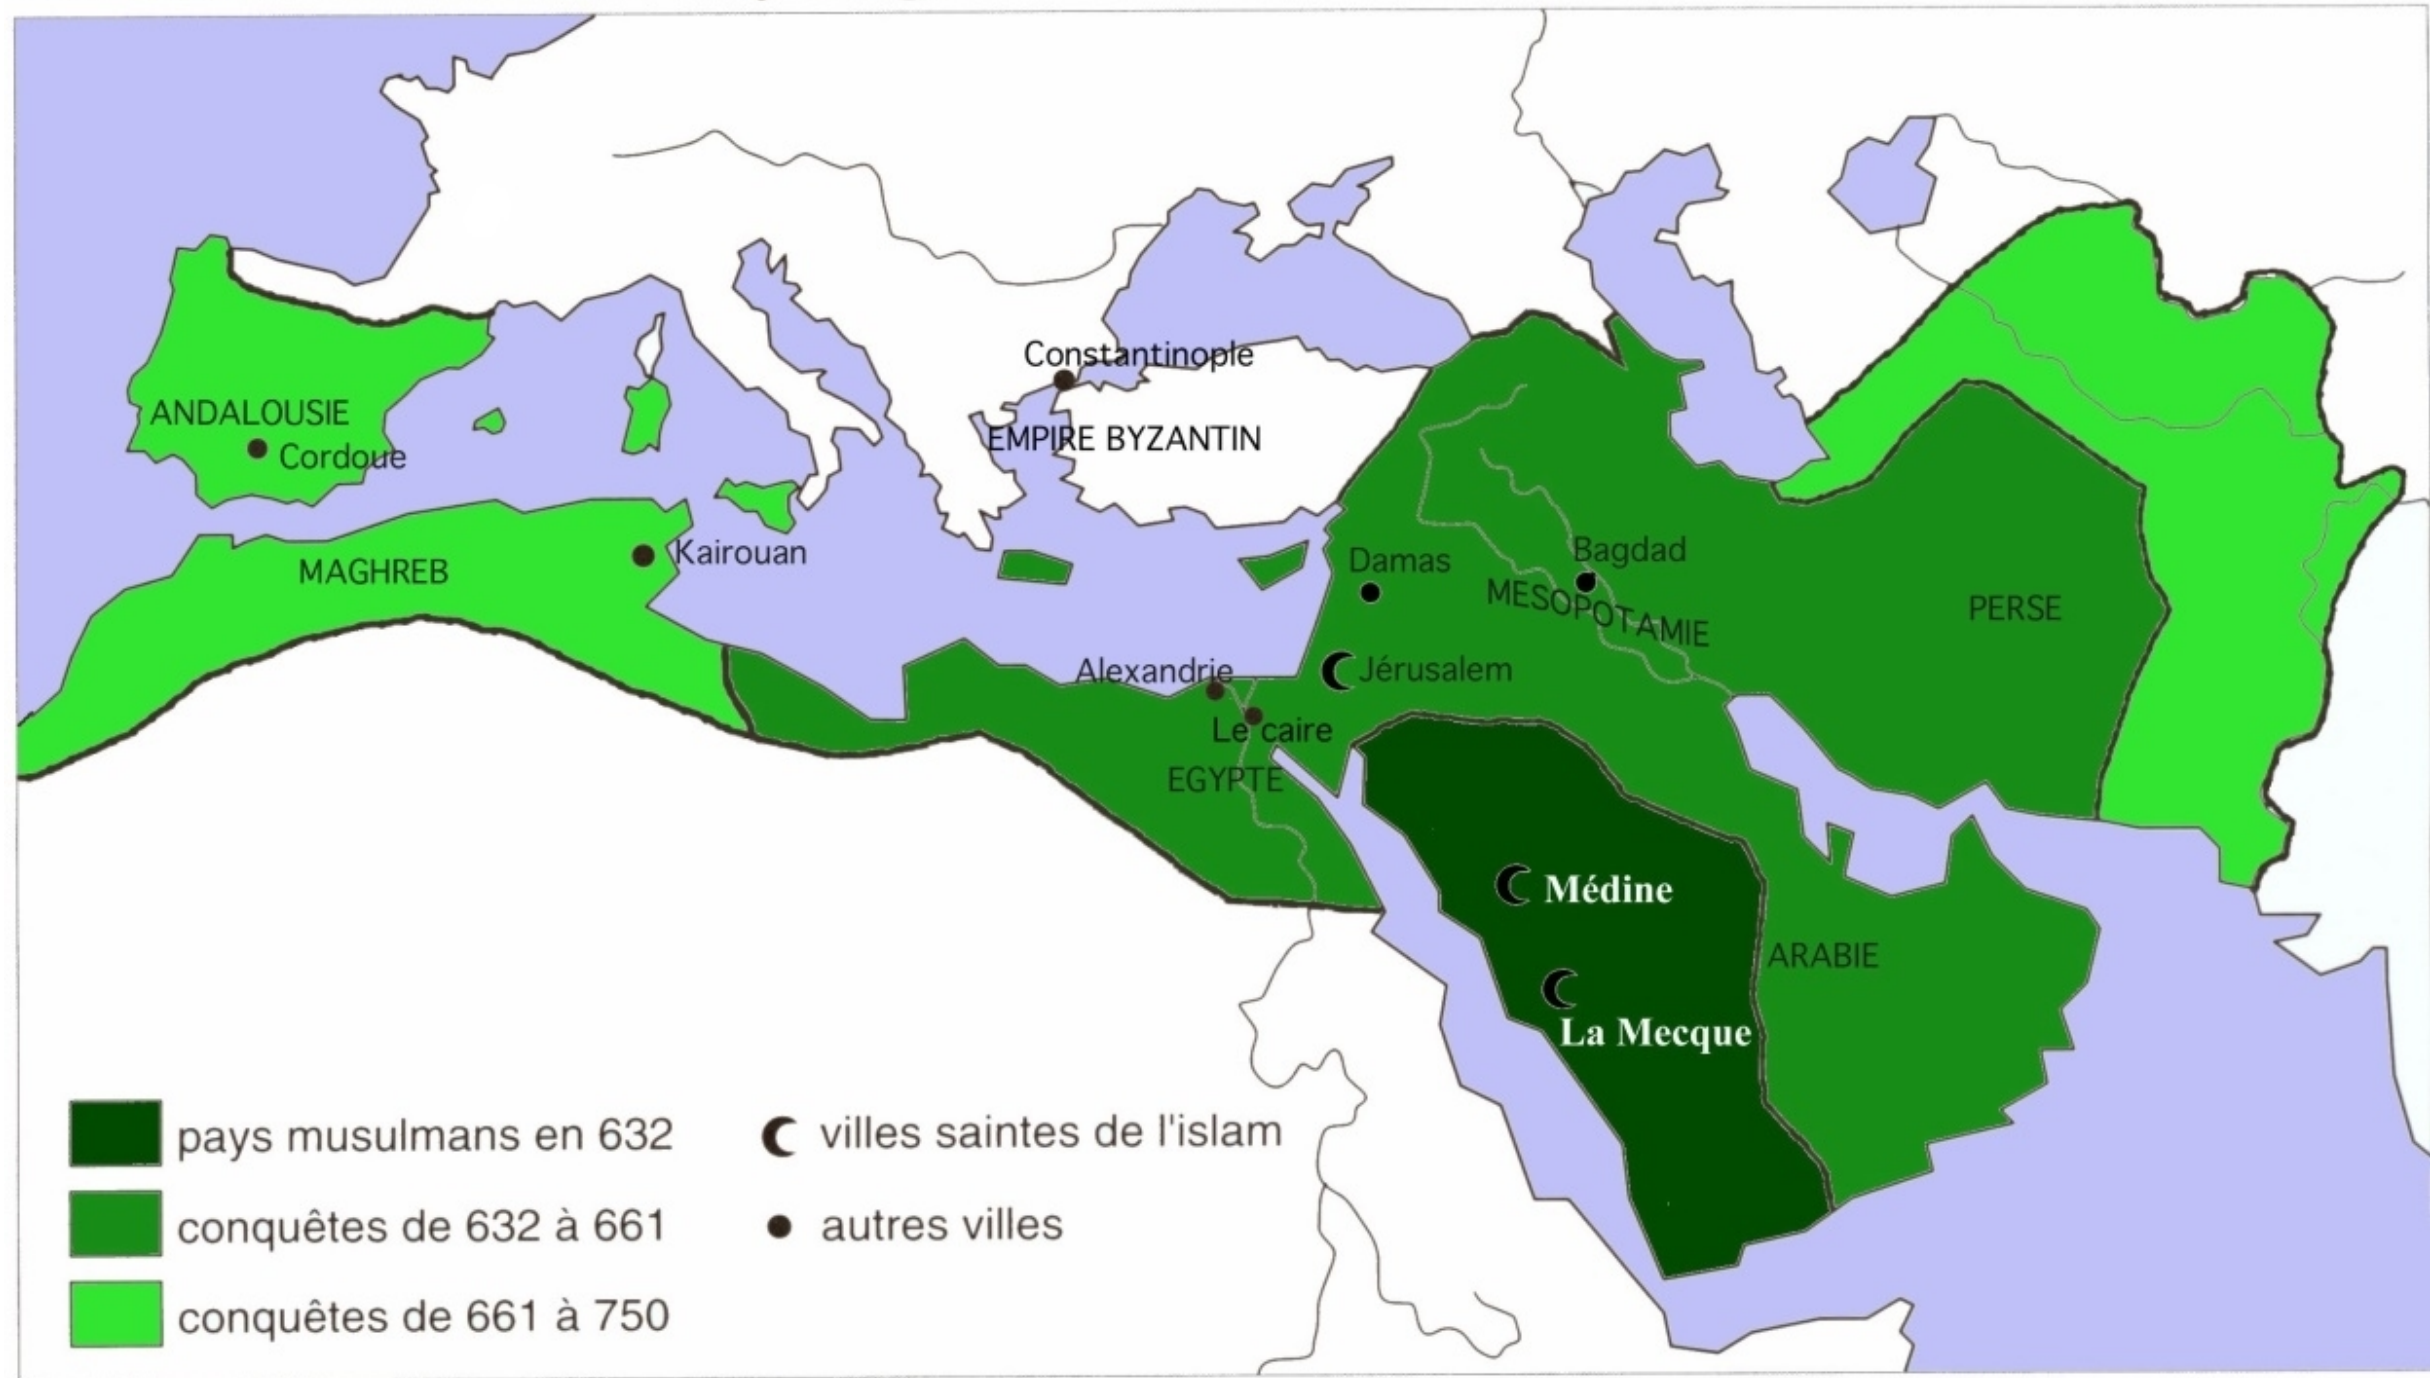 Constantinople
EMPIRE BYZANTIN
ANDALOUSIE
Cordoue
MAGHREB
Kairouan
Damas
Bagdad
MESOPOTAMIE
PERSE
Alexandrie
Jérusalem
Le caire
EGYPTE
Médine
ARABIE
La Mecque
pays musulmans en 632
villes saintes de l'islam
conquêtes de 632 à 661
autres villes
conquêtes de 661 à 750